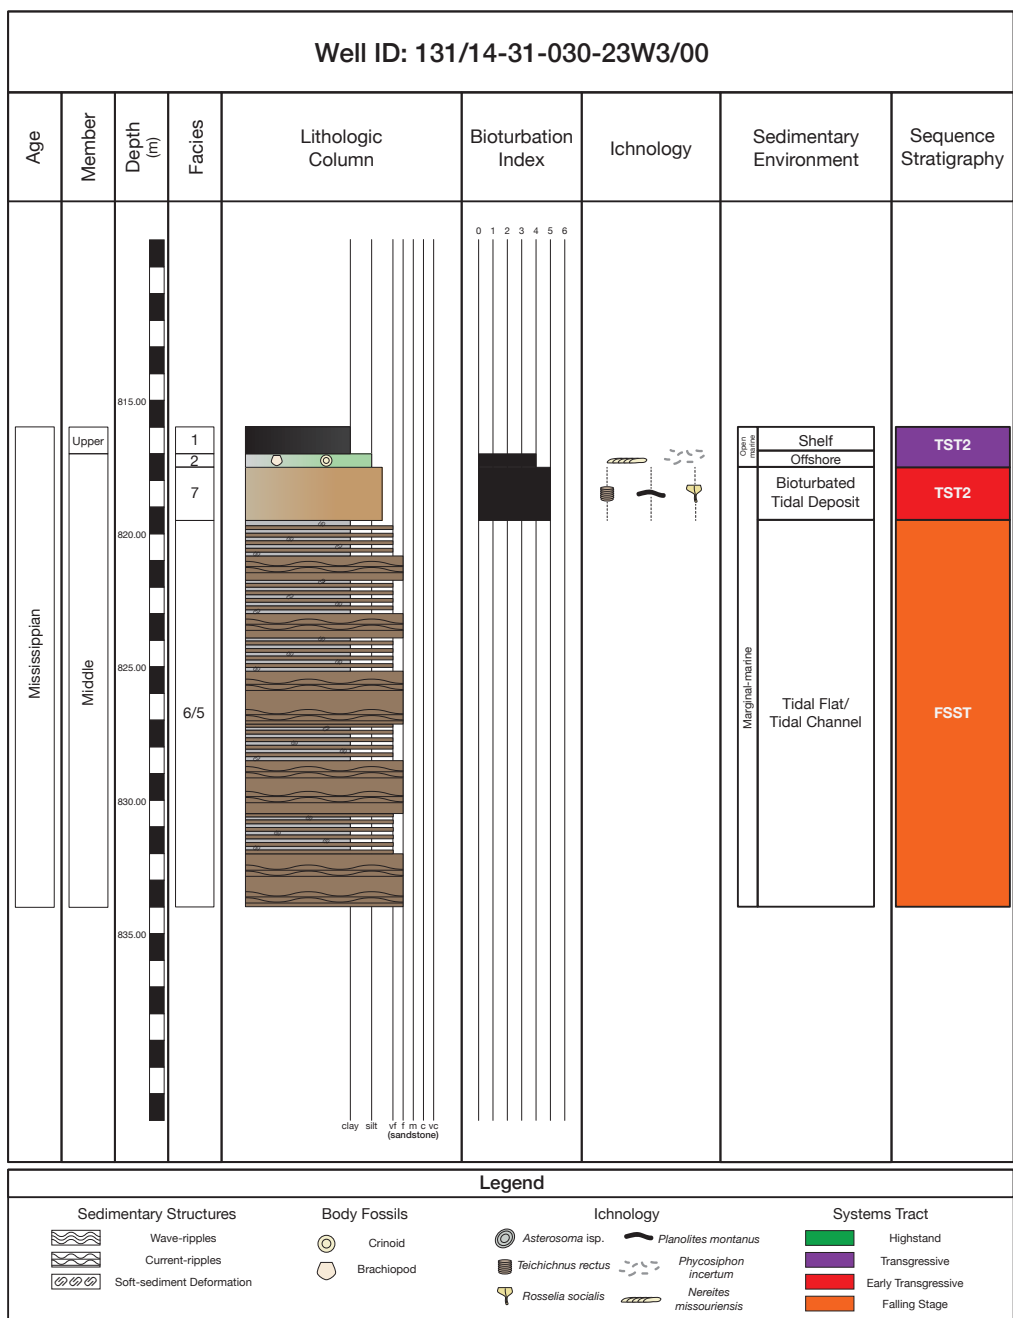 Well ID: 131/14-31-030-23W3/00
Age
Member
Depth
(m)
Facies
Lithologic
Column
Bioturbation
Index
Ichnology
Sedimentary
Environment
Sequence
Stratigraphy
0 1 2 3 4 5 6
815.00
820.00
825.00
830.00
835.00
Mississippian
Upper
Middle
1
2
7
6/5
Open
marine
Shelf
Offshore
Bioturbated
Tidal Deposit
Marginal-marine
Tidal Flat/
Tidal Channel
TST2
TST2
FSST
clay silt vf f m c vc
(sandstone)
Legend
Sedimentary Structures
Wave-ripples
Current-ripples
Soft-sediment Deformation
Body Fossils
Crinoid
Brachiopod
Ichnology
Asterosoma isp.
Teichichnus rectus
Rosselia socialis
Planolites montanus
Phycosiphon
incertum
Nereites
missouriensis
Systems Tract
Highstand
Transgressive
Early Transgressive
Falling Stage